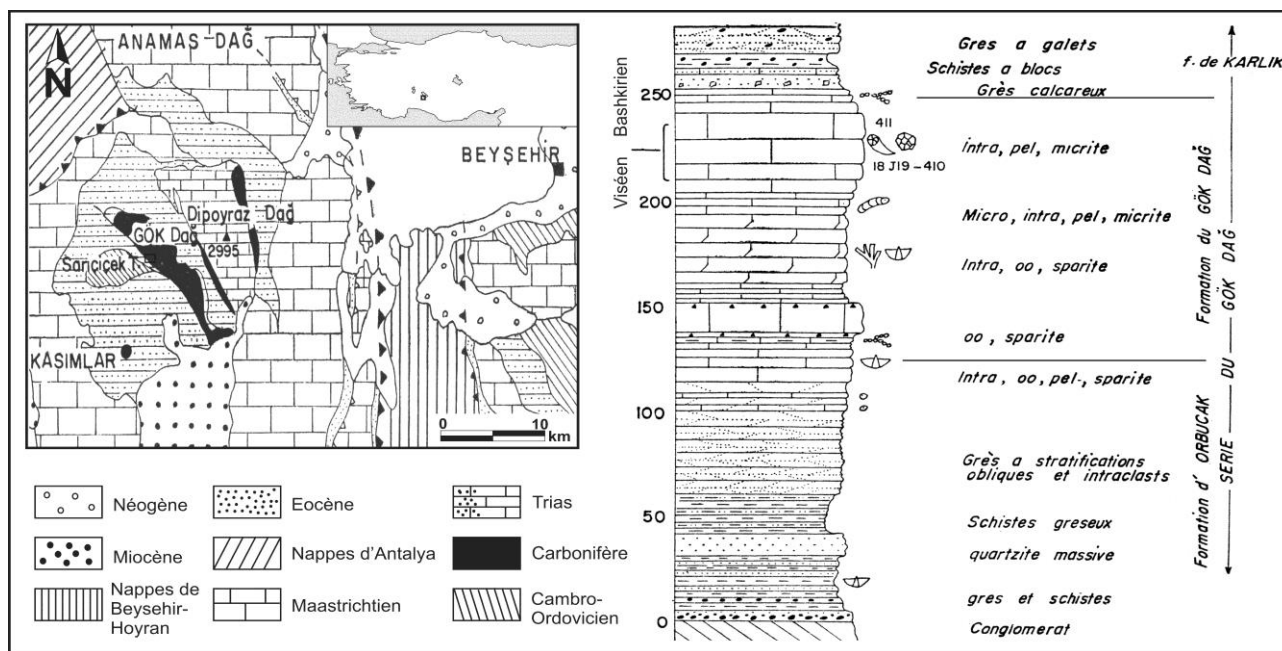 ANAMAS-DAĞ
N
BEYŞEHIR
Dipoyraz Dağ
GÖK Dağ
2995
Sarıçiçek T.
KASIMLAR
0 10
km
Néogène
Eocène
Trias
Miocène
Nappes d'Antalya
Carbonifère
Nappes de
Beysehir-
Hoyran
Maastrichtien
Cambro-
Ordovicien
Bashkirien
Viséen
250
200
150
100
50
0
411
18 J19-410
Gres a galets
f. de KARLIK
Schistes a blocs
Grès calcareux
intra, pel, micrite
Micro, intra, pel, micrite
Intra, oo, sparite
oo, sparite
Intra, oo, pel-, sparite
Grès a stratifications
obliques et intraclasts
Schistes greseux
quartzite massive
gres et schistes
Conglomerat
Formation du GÖK DAĞ
Formation d' ORBUCAK
SERIE DU GÖK DAĞ